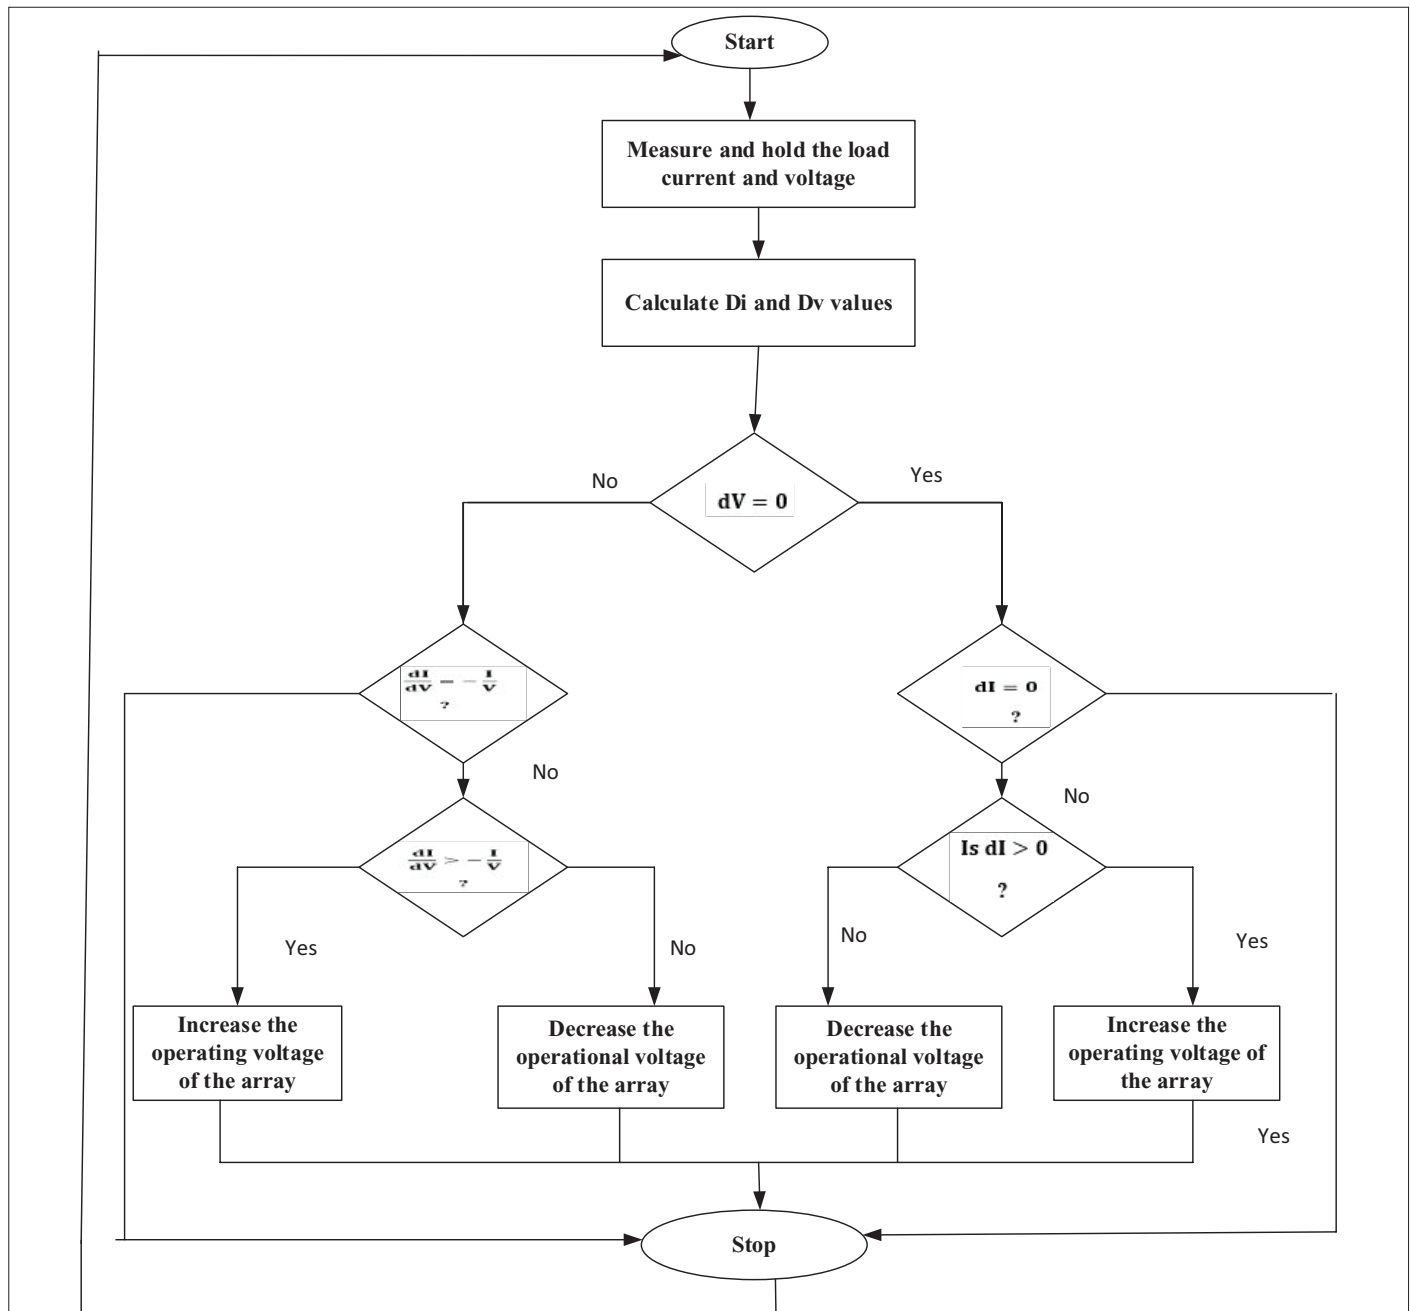 Start
Measure and hold the load
current and voltage
Calculate Di and Dv values
No
Yes
dV = 0
dI/dV = - I/V
?
dI = 0
?
No
No
dI/dV > - I/V
?
Is dI > 0
?
Yes
No
No
Yes
Increase the
operating voltage
of the array
Decrease the
operational voltage
of the array
Decrease the
operational voltage
of the array
Increase the
operating voltage of
the array
Yes
Stop